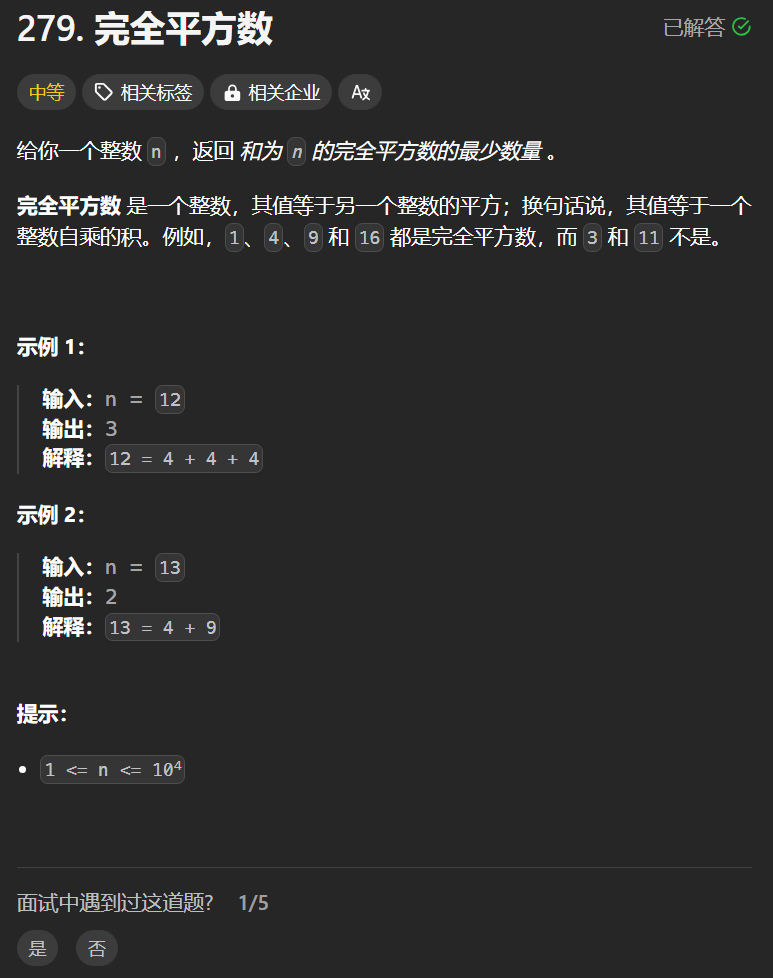 279. 完全平方数
已解答
中等 相关标签 相关企业
给你一个整数 n ，返回 和为 n 的完全平方数的最少数量 。
完全平方数 是一个整数，其值等于另一个整数的平方；换句话说，其值等于一个
整数自乘的积。例如，1、4、9 和 16 都是完全平方数，而 3 和 11 不是。
示例 1：
输入：n = 12
输出：3
解释：12 = 4 + 4 + 4
示例 2：
输入：n = 13
输出：2
解释：13 = 4 + 9
提示：
• 1 <= n <= 10⁴
面试中遇到过这道题? 1/5
是 否